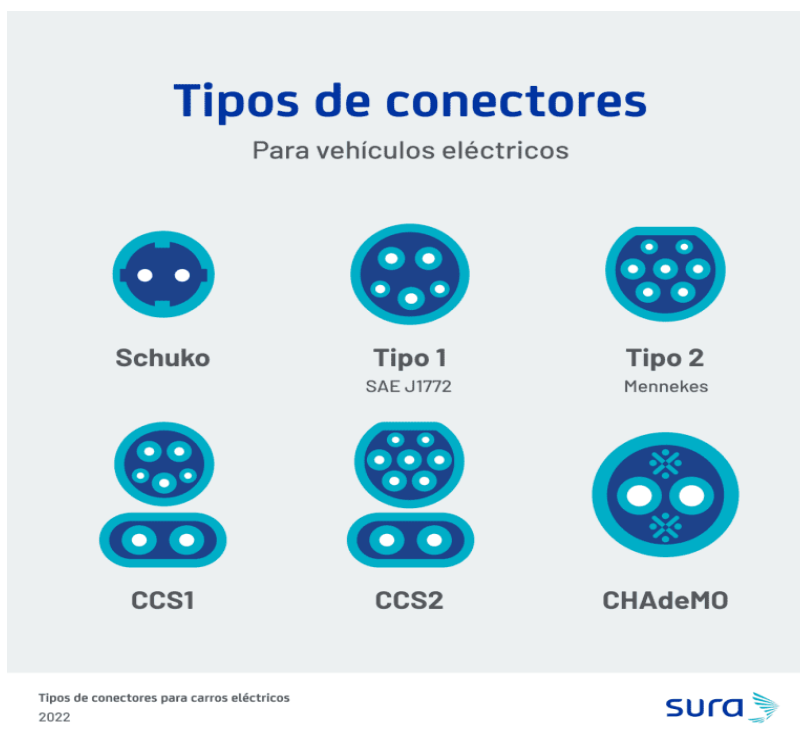 Tipos de conectores
Para vehículos eléctricos
Schuko
Tipo 1
SAE J1772
Tipo 2
Mennekes
CCS1
CCS2
CHAdeMO
Tipos de conectores para carros eléctricos
2022
sura